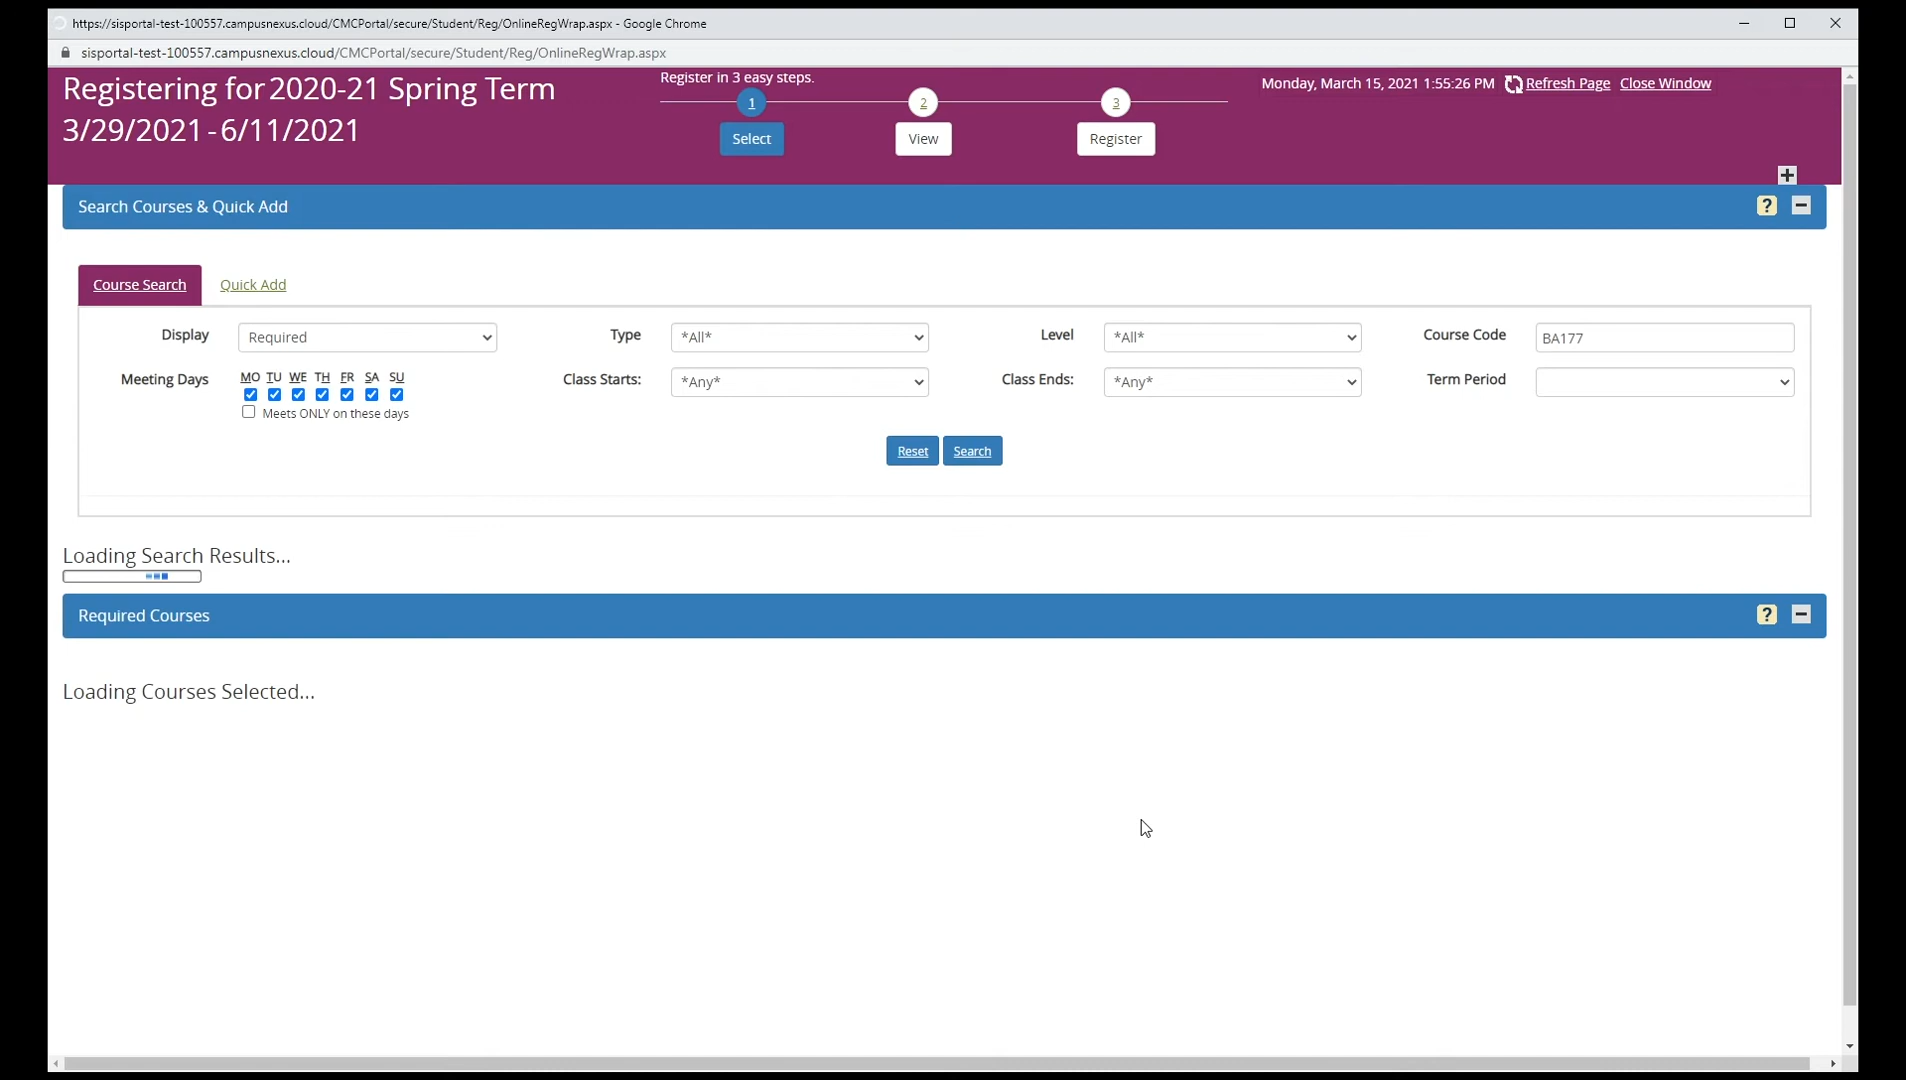 https://sisportal-test-100557.campusnexus.cloud/CMCPortal/secure/Student/Reg/OnlineRegWrap.aspx - Google Chrome
sisportal-test-100557.campusnexus.cloud/CMCPortal/secure/Student/Reg/OnlineRegWrap.aspx
Registering for 2020-21 Spring Term
3/29/2021 - 6/11/2021
Register in 3 easy steps.
1 2 3
Select View Register
Monday, March 15, 2021 1:55:26 PM Refresh Page Close Window
Search Courses & Quick Add ?
Course Search Quick Add
Display Required Type *All* Level *All* Course Code BA177
Meeting Days MO TU WE TH FR SA SU Class Starts: *Any* Class Ends: *Any* Term Period
Meets ONLY on these days
Reset Search
Loading Search Results...
Required Courses ?
Loading Courses Selected...